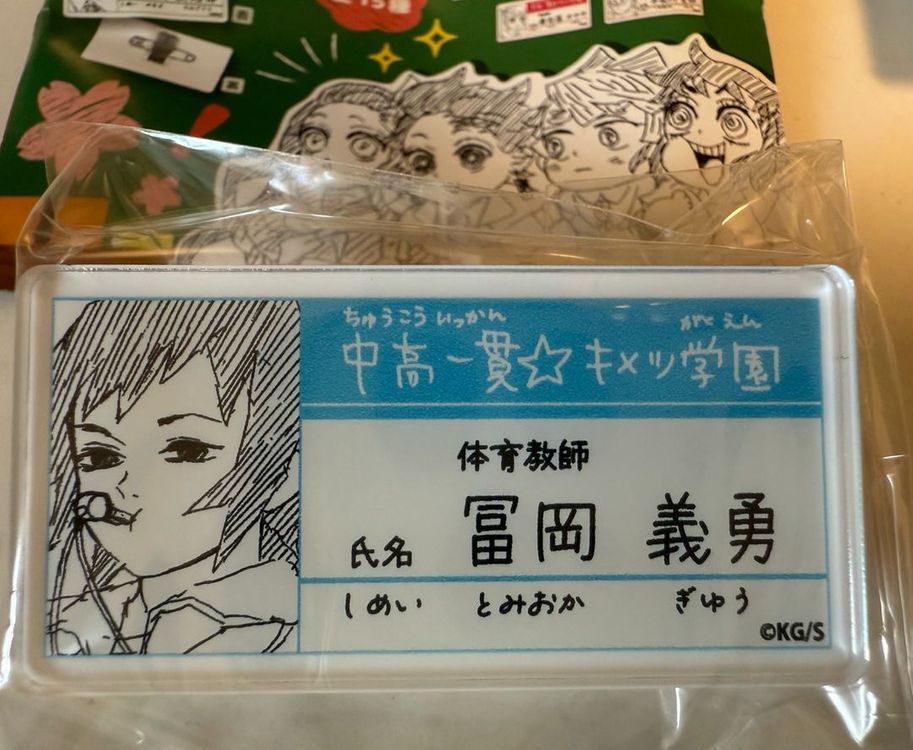 ちゅうこういっかん がくえん
中高一貫☆キメツ学園
体育教師
氏名 冨岡 義勇
しめい とみおか ぎゆう
©KG/S